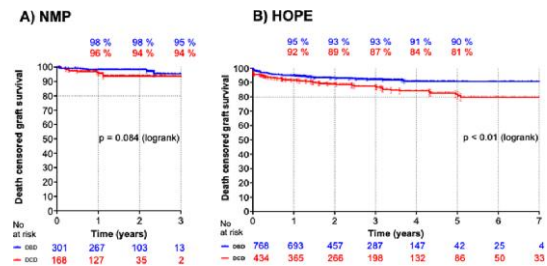 A) NMP
98 % 98 % 95 %
96 % 94 % 94 %
Death censored graft survival
100
90
80
70
60
50
40
30
20
10
0
p = 0.084 (logrank)
0 1 2 3
No at risk
Time (years)
DBD 301 267 103 13
DCD 168 127 35 2
B) HOPE
95 % 93 % 93 % 91 % 90 %
92 % 89 % 87 % 84 % 81 %
Death censored graft survival
100
90
80
70
60
50
40
30
20
10
0
p < 0.01 (logrank)
0 1 2 3 4 5 6 7
No at risk
Time (years)
DBD 768 693 457 287 147 42 25 4
DCD 434 365 266 198 132 86 50 33